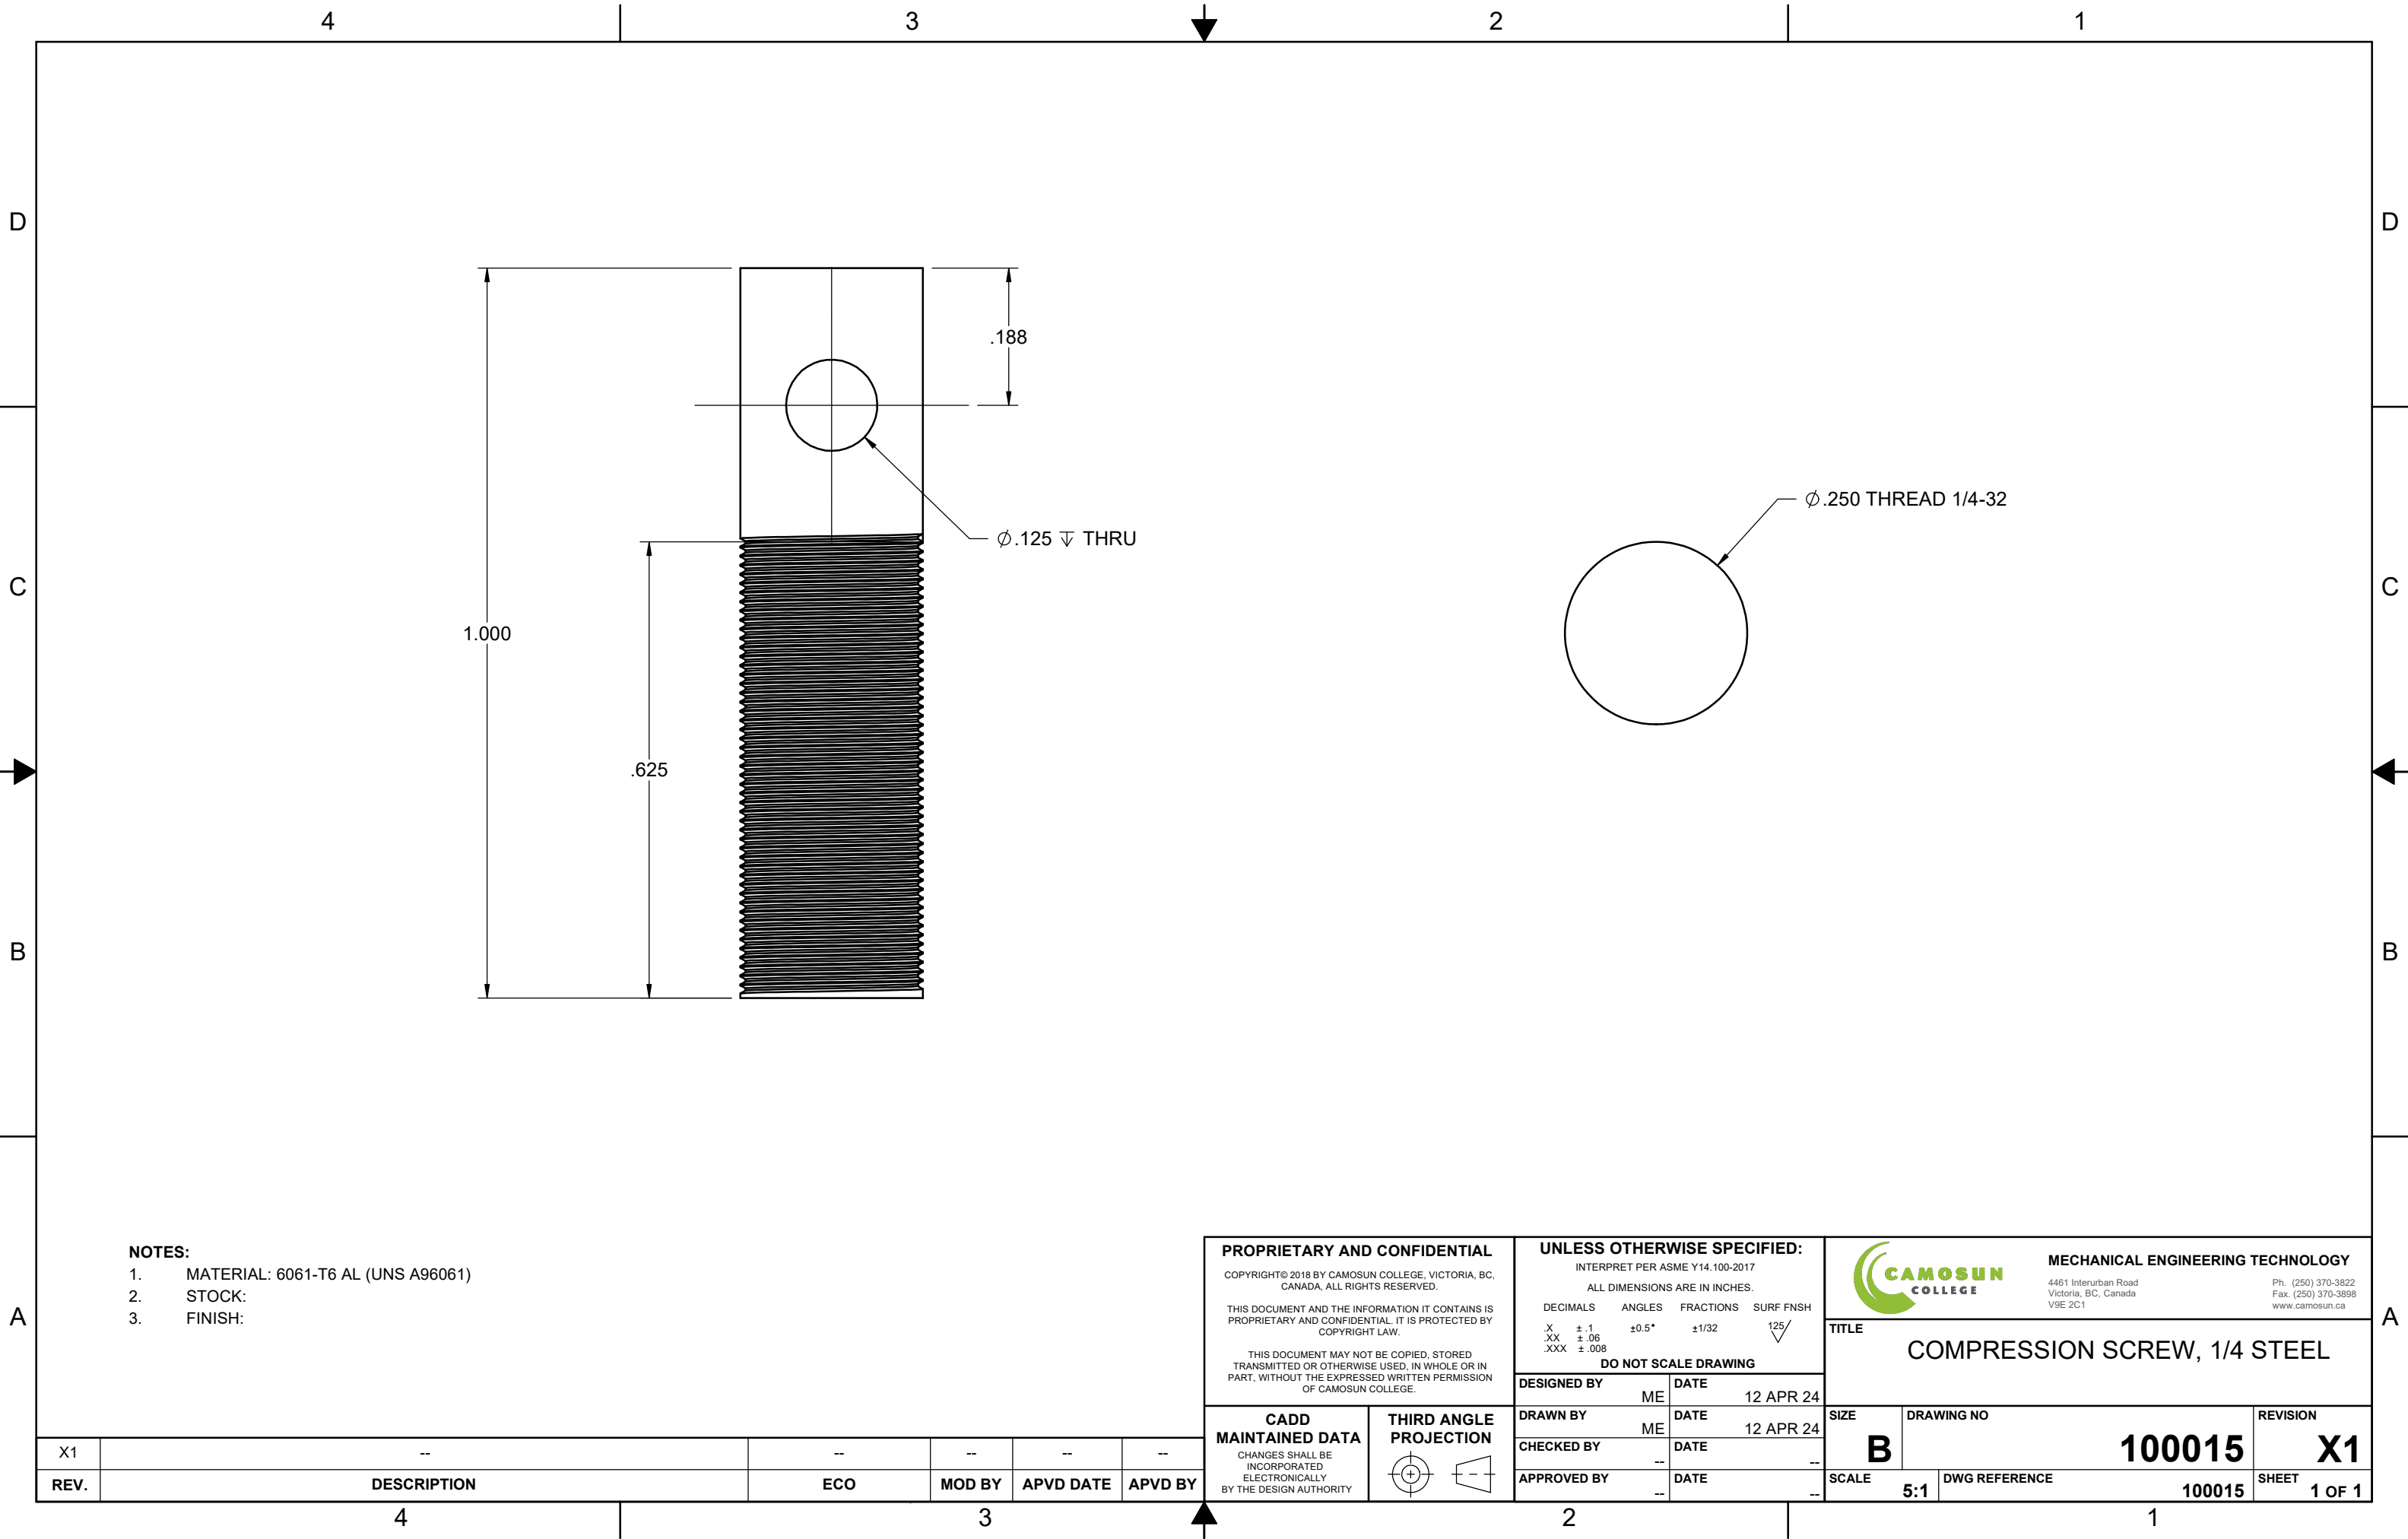 4 3 2 1
D D
.188
Ø.250 THREAD 1/4-32
Ø.125 ↧ THRU
C C
1.000
.625
B B
NOTES:
1. MATERIAL: 6061-T6 AL (UNS A96061)
2. STOCK:
3. FINISH:
A A
PROPRIETARY AND CONFIDENTIAL
COPYRIGHT© 2018 BY CAMOSUN COLLEGE, VICTORIA, BC,
CANADA, ALL RIGHTS RESERVED.
THIS DOCUMENT AND THE INFORMATION IT CONTAINS IS
PROPRIETARY AND CONFIDENTIAL. IT IS PROTECTED BY
COPYRIGHT LAW.
THIS DOCUMENT MAY NOT BE COPIED, STORED
TRANSMITTED OR OTHERWISE USED, IN WHOLE OR IN
PART, WITHOUT THE EXPRESSED WRITTEN PERMISSION
OF CAMOSUN COLLEGE.
CADD
MAINTAINED DATA
CHANGES SHALL BE
INCORPORATED
ELECTRONICALLY
BY THE DESIGN AUTHORITY
THIRD ANGLE
PROJECTION
UNLESS OTHERWISE SPECIFIED:
INTERPRET PER ASME Y14.100-2017
ALL DIMENSIONS ARE IN INCHES.
DECIMALS ANGLES FRACTIONS SURF FNSH
.X ± .1 ±0.5° ±1/32 125/
.XX ± .06
.XXX ± .008
DO NOT SCALE DRAWING
DESIGNED BY ME DATE 12 APR 24
DRAWN BY ME DATE 12 APR 24
CHECKED BY -- DATE --
APPROVED BY -- DATE --
CAMOSUN
COLLEGE
MECHANICAL ENGINEERING TECHNOLOGY
4461 Interurban Road
Victoria, BC, Canada
V9E 2C1
Ph. (250) 370-3822
Fax. (250) 370-3898
www.camosun.ca
TITLE
COMPRESSION SCREW, 1/4 STEEL
SIZE B DRAWING NO 100015 REVISION X1
SCALE 5:1 DWG REFERENCE 100015 SHEET 1 OF 1
X1 -- -- -- -- --
REV. DESCRIPTION ECO MOD BY APVD DATE APVD BY
4 3 2 1